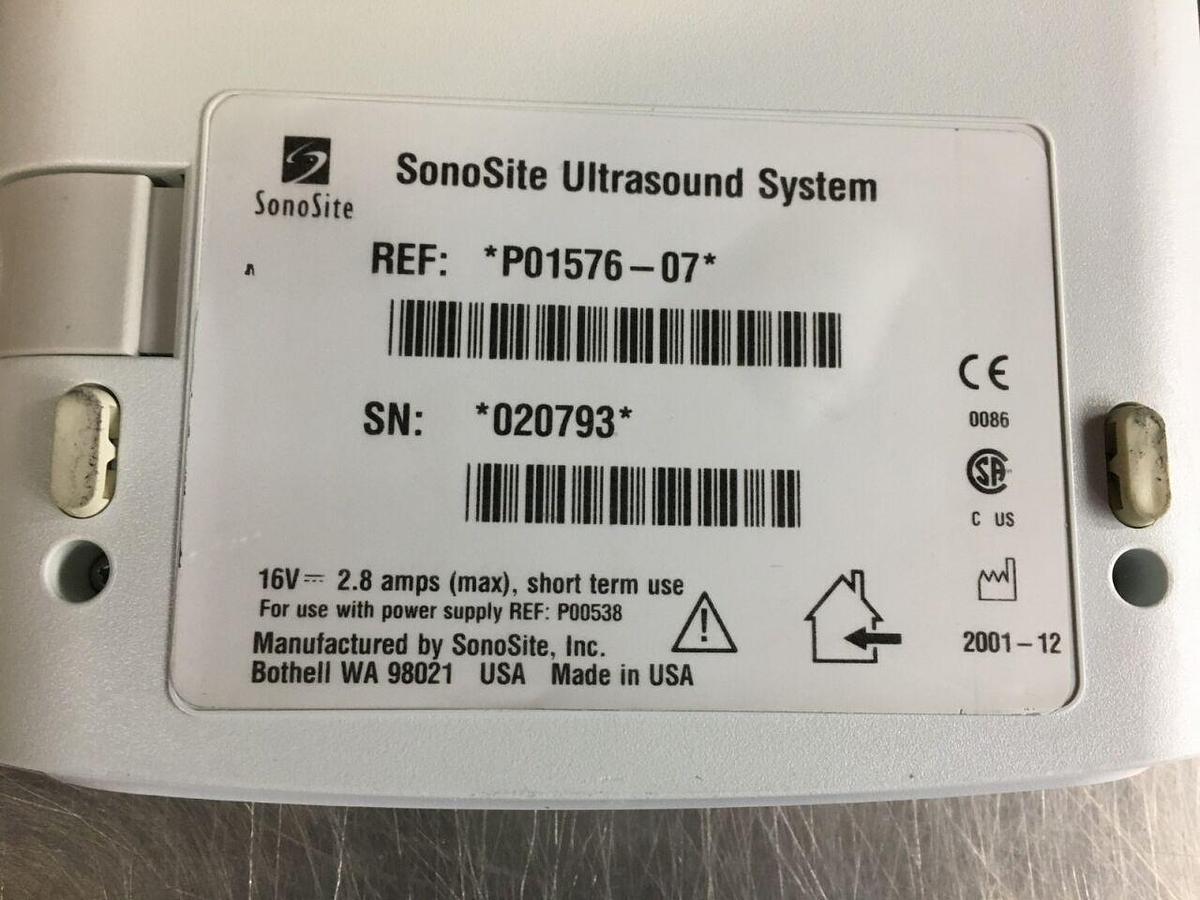 SonoSite
SonoSite Ultrasound System
REF: *P01576-07*
SN: *020793*
CE
0086
SA
C US
16V⎓ 2.8 amps (max), short term use
For use with power supply REF: P00538
Manufactured by SonoSite, Inc.
Bothell WA 98021 USA Made in USA
!
2001-12